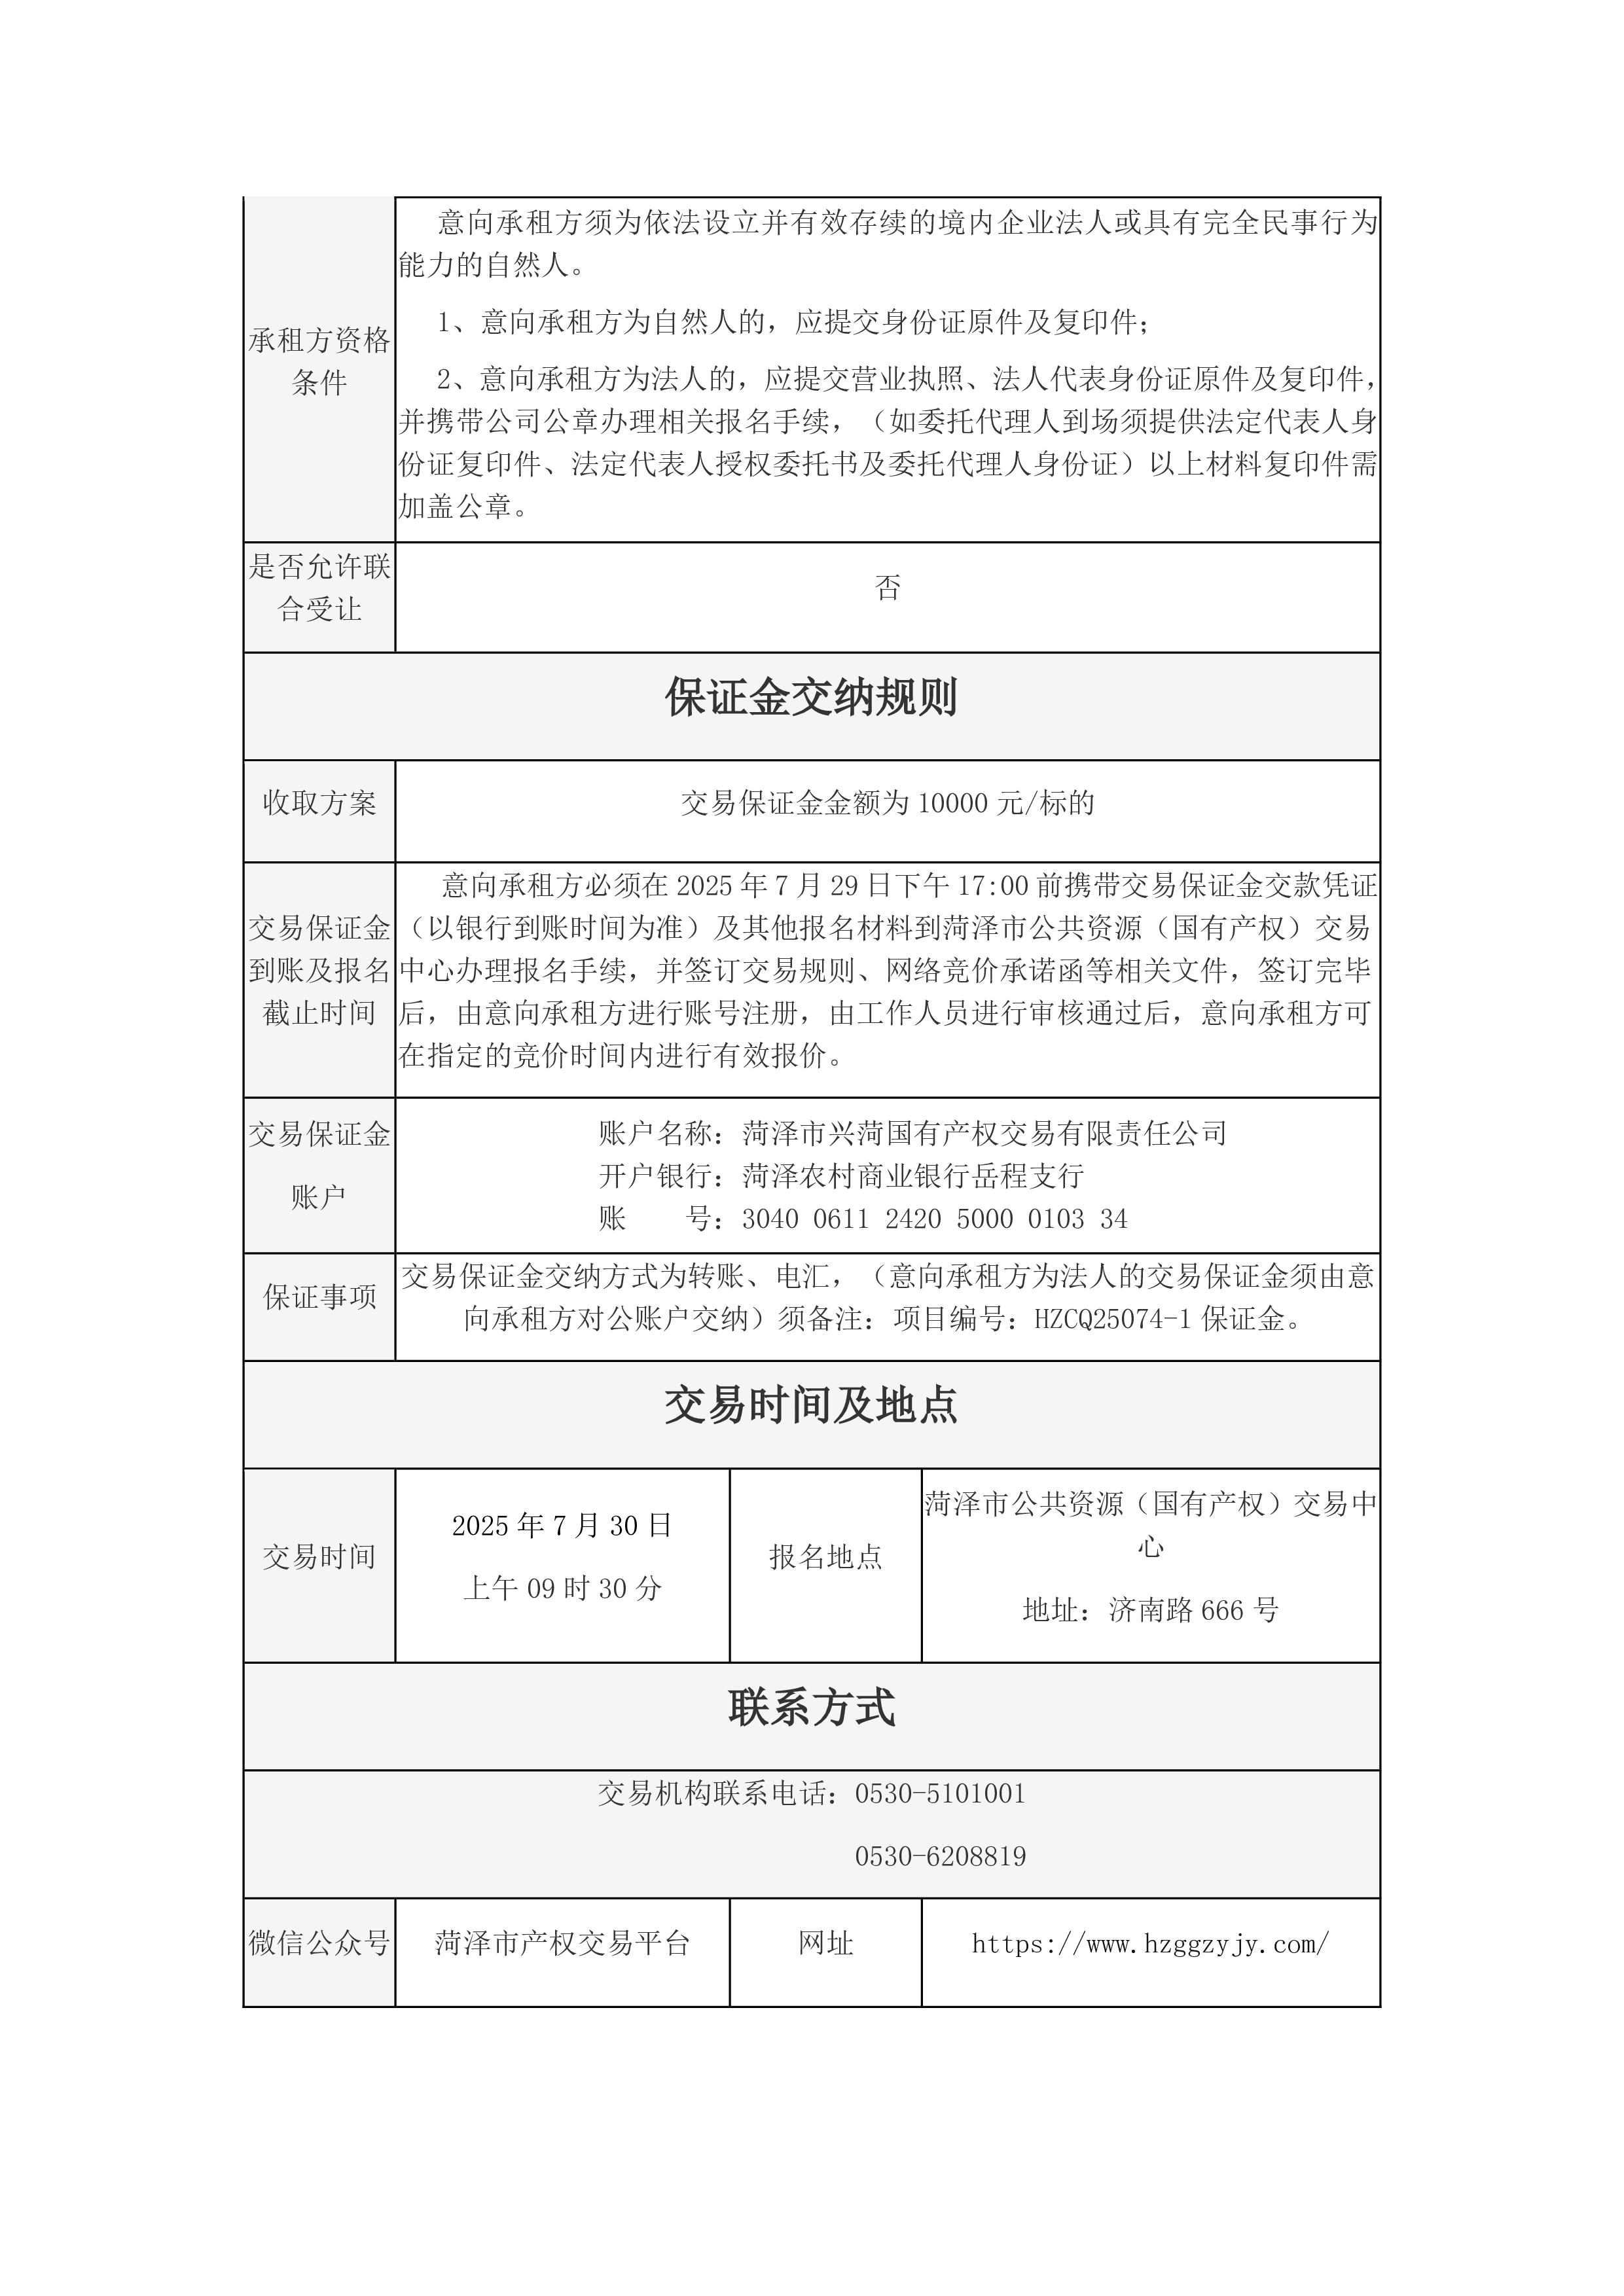 承租方资格
条件
意向承租方须为依法设立并有效存续的境内企业法人或具有完全民事行为
能力的自然人。
1、意向承租方为自然人的，应提交身份证原件及复印件；
2、意向承租方为法人的，应提交营业执照、法人代表身份证原件及复印件，
并携带公司公章办理相关报名手续，（如委托代理人到场须提供法定代表人身
份证复印件、法定代表人授权委托书及委托代理人身份证）以上材料复印件需
加盖公章。
是否允许联
合受让
否
保证金交纳规则
收取方案
交易保证金金额为 10000 元/标的
交易保证金
到账及报名
截止时间
意向承租方必须在 2025 年 7 月 29 日下午 17:00 前携带交易保证金交款凭证
（以银行到账时间为准）及其他报名材料到菏泽市公共资源（国有产权）交易
中心办理报名手续，并签订交易规则、网络竞价承诺函等相关文件，签订完毕
后，由意向承租方进行账号注册，由工作人员进行审核通过后，意向承租方可
在指定的竞价时间内进行有效报价。
交易保证金
账户
账户名称：菏泽市兴菏国有产权交易有限责任公司
开户银行：菏泽农村商业银行岳程支行
账　　号：3040 0611 2420 5000 0103 34
保证事项
交易保证金交纳方式为转账、电汇，（意向承租方为法人的交易保证金须由意
向承租方对公账户交纳）须备注：项目编号：HZCQ25074-1 保证金。
交易时间及地点
交易时间
2025 年 7 月 30 日
上午 09 时 30 分
报名地点
菏泽市公共资源（国有产权）交易中
心
地址：济南路 666 号
联系方式
交易机构联系电话：0530-5101001
0530-6208819
微信公众号
菏泽市产权交易平台
网址
https://www.hzggzyjy.com/